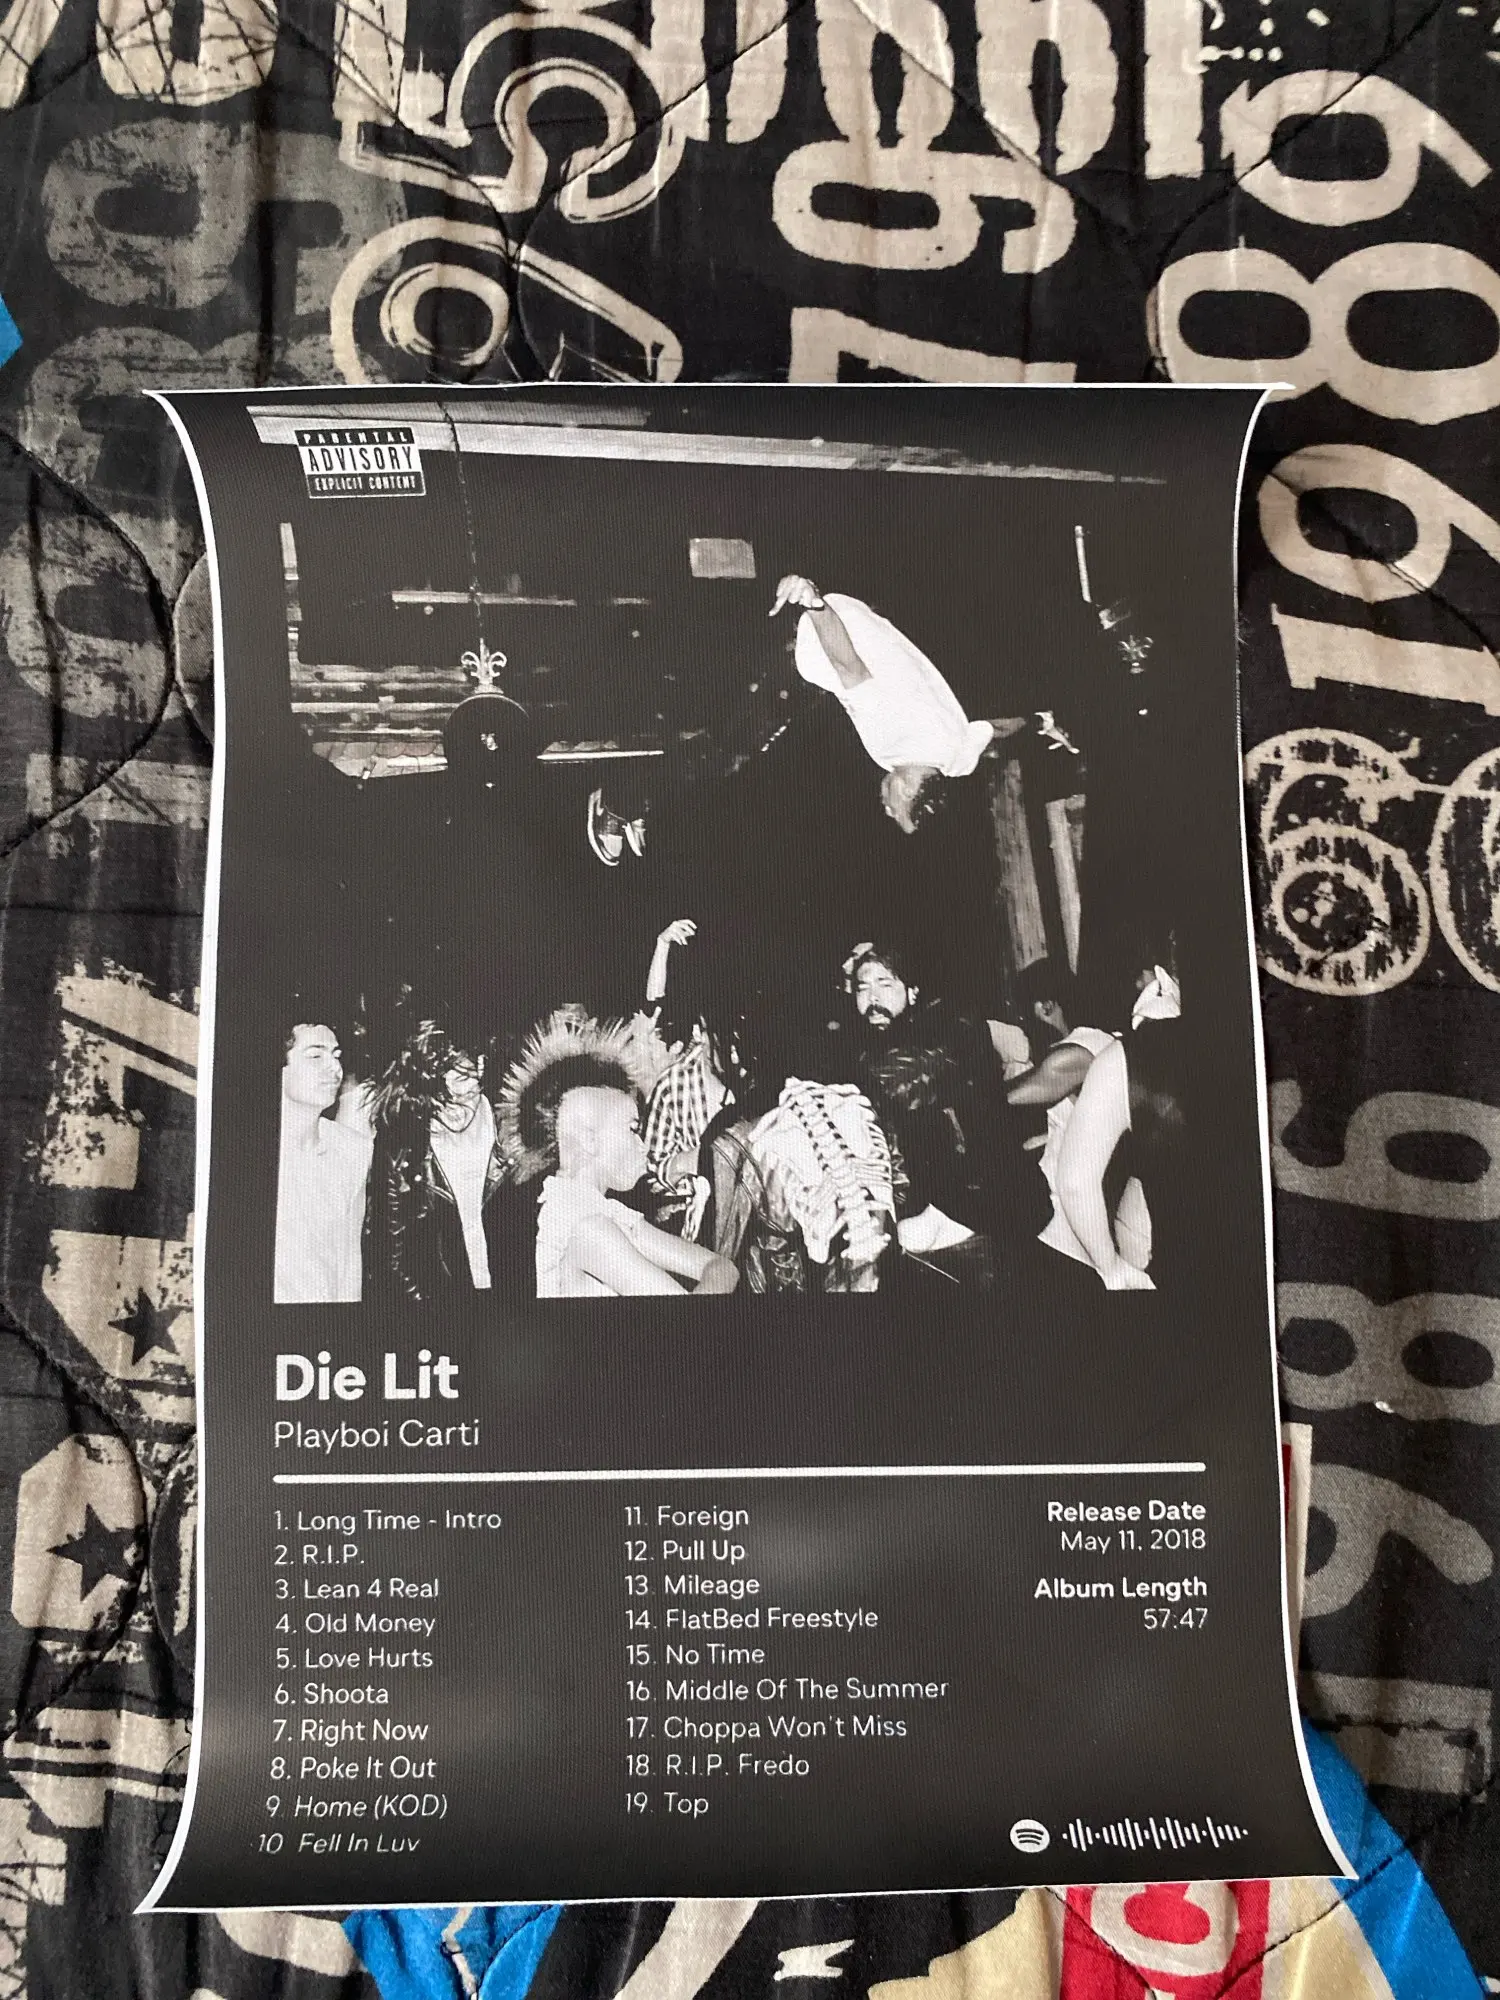 PARENTAL
ADVISORY
EXPLICIT CONTENT
Die Lit
Playboi Carti
1. Long Time - Intro
2. R.I.P.
3. Lean 4 Real
4. Old Money
5. Love Hurts
6. Shoota
7. Right Now
8. Poke It Out
9. Home (KOD)
10 Fell In Luv
11. Foreign
12. Pull Up
13. Mileage
14. FlatBed Freestyle
15. No Time
16. Middle Of The Summer
17. Choppa Won't Miss
18. R.I.P. Fredo
19. Top
Release Date
May 11, 2018
Album Length
57:47